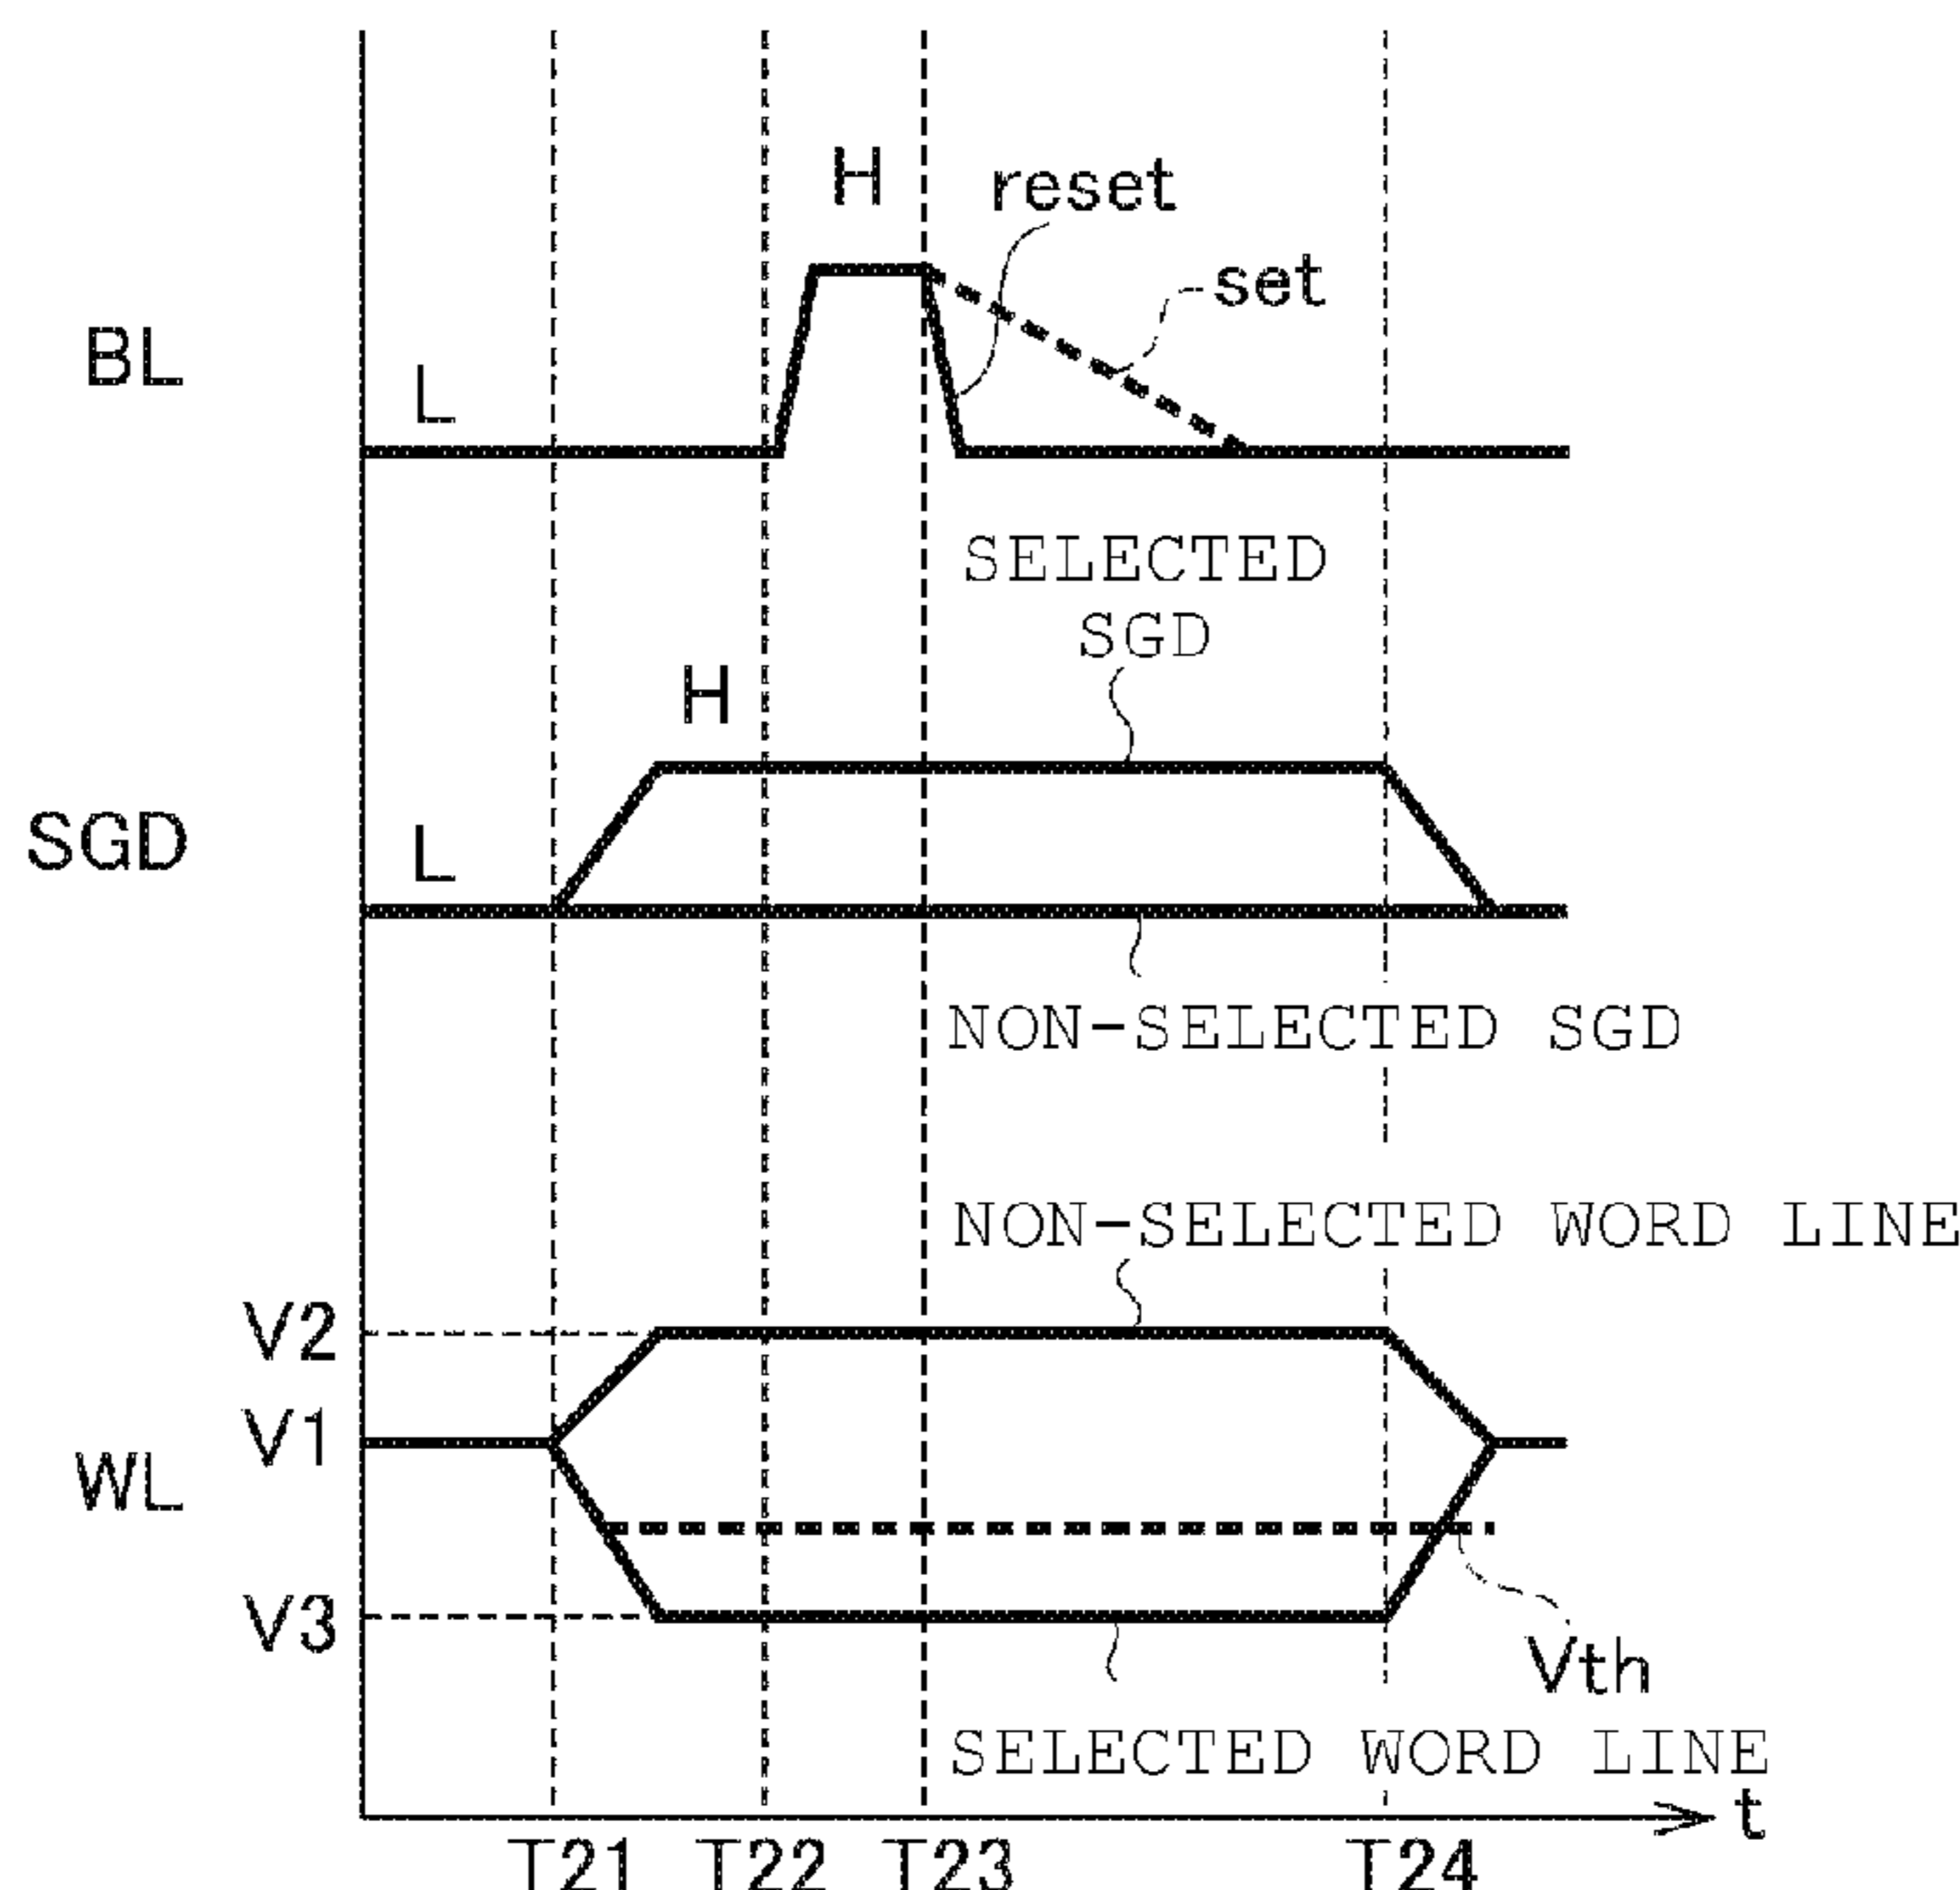 H
reset
set
BL
L
SELECTED
SGD
H
SGD
L
NON-SELECTED SGD
NON-SELECTED WORD LINE
V2
V1
WL
V3
Vth
SELECTED WORD LINE
t
T21 T22 T23 T24